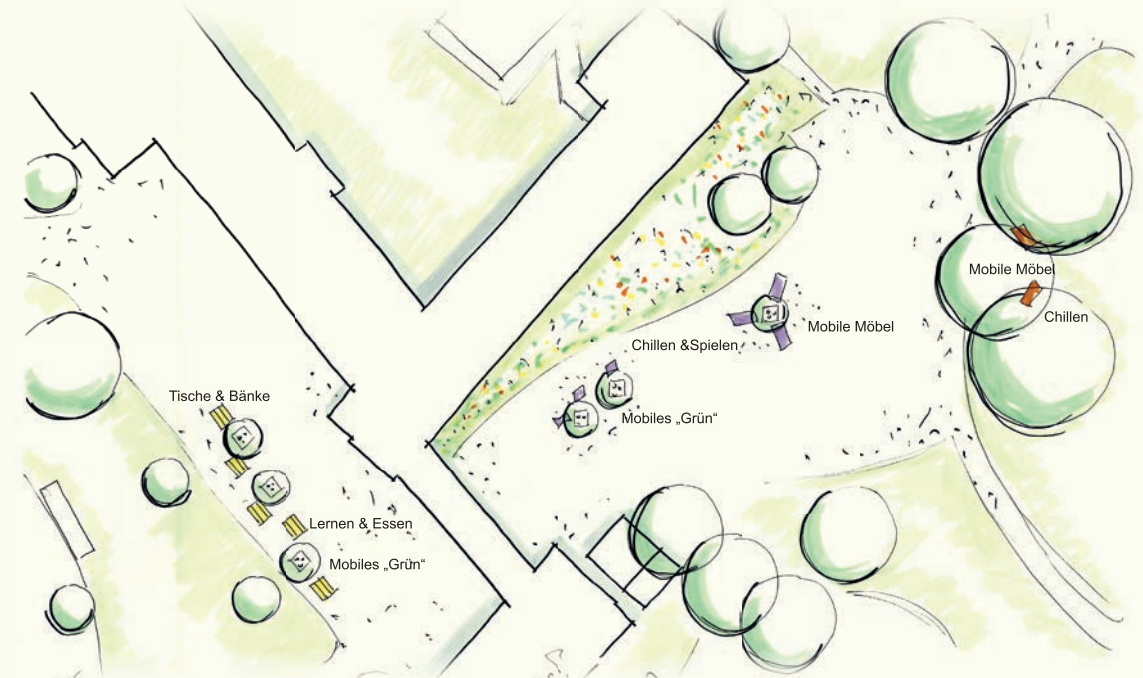 Mobile Möbel
Chillen
Mobile Möbel
Chillen &Spielen
Mobiles „Grün“
Tische & Bänke
Lernen & Essen
Mobiles „Grün“